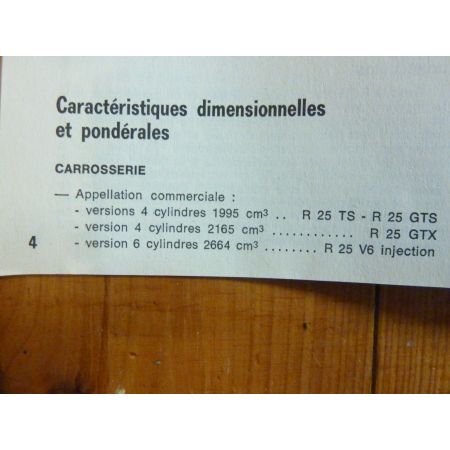 Caractéristiques dimensionnelles
et pondérales
CARROSSERIE
— Appellation commerciale :
- versions 4 cylindres 1995 cm³ .. R 25 TS - R 25 GTS
- version 4 cylindres 2165 cm³ ............ R 25 GTX
- version 6 cylindres 2664 cm³ ........ R 25 V6 injection
4